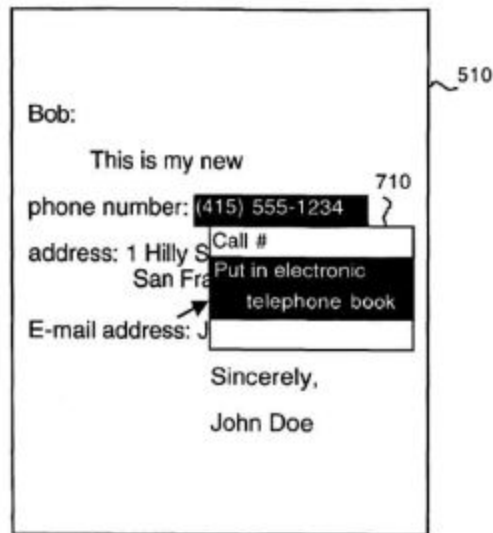 510
Bob:
This is my new
710
phone number: (415) 555-1234
Call #
address: 1 Hilly S
Put in electronic
San Fra
telephone book
E-mail address: J
Sincerely,
John Doe